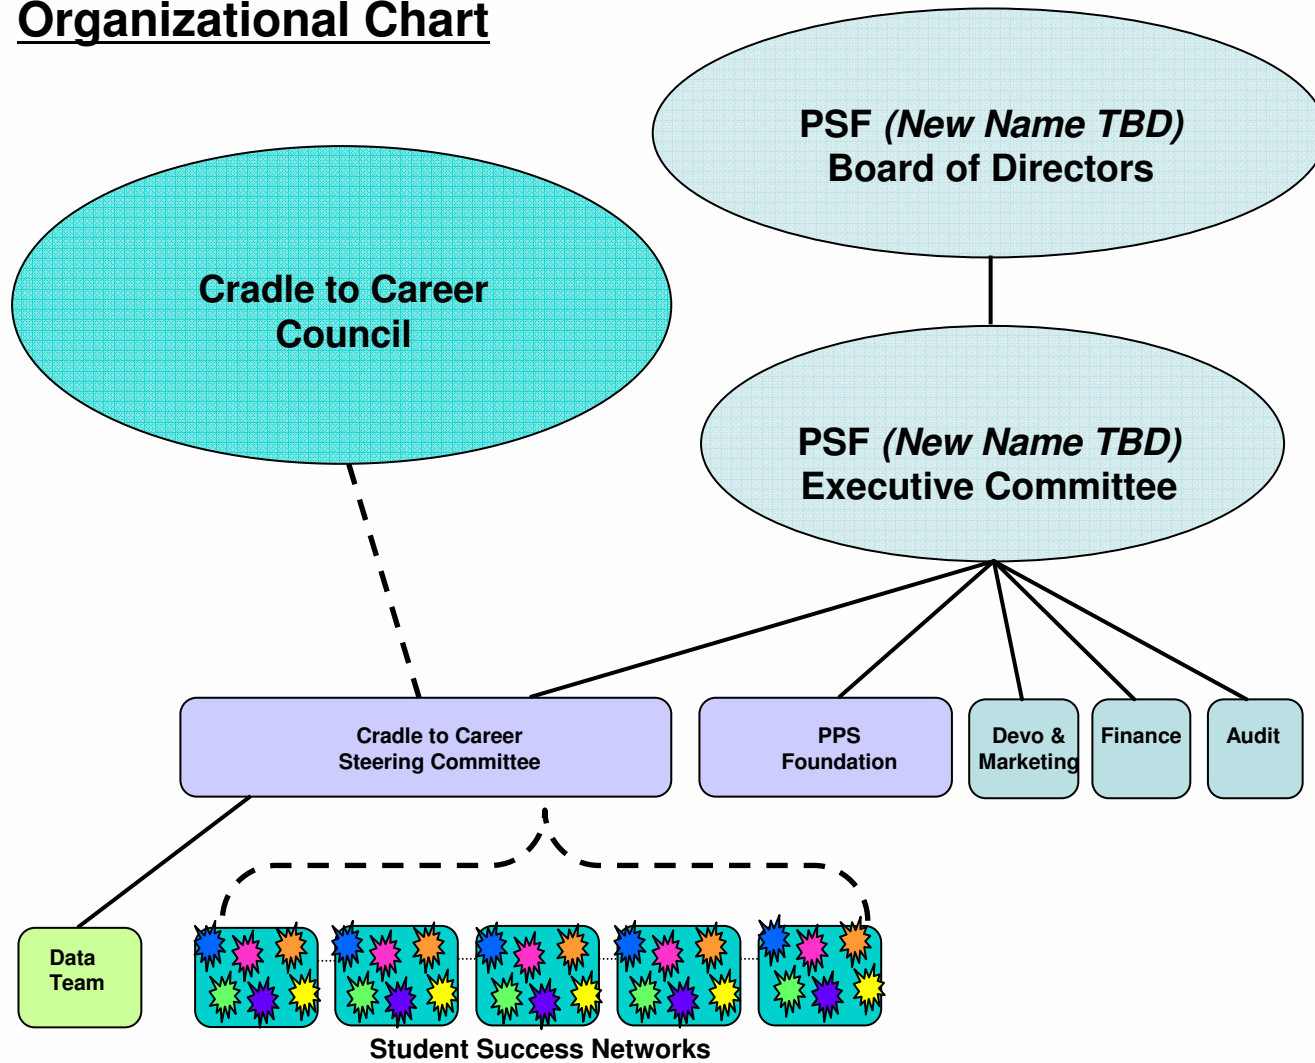 Organizational Chart
PSF (New Name TBD)
Board of Directors
Cradle to Career
Council
PSF (New Name TBD)
Executive Committee
Cradle to Career
Steering Committee
PPS
Foundation
Devo &
Marketing
Finance
Audit
Data
Team
Student Success Networks